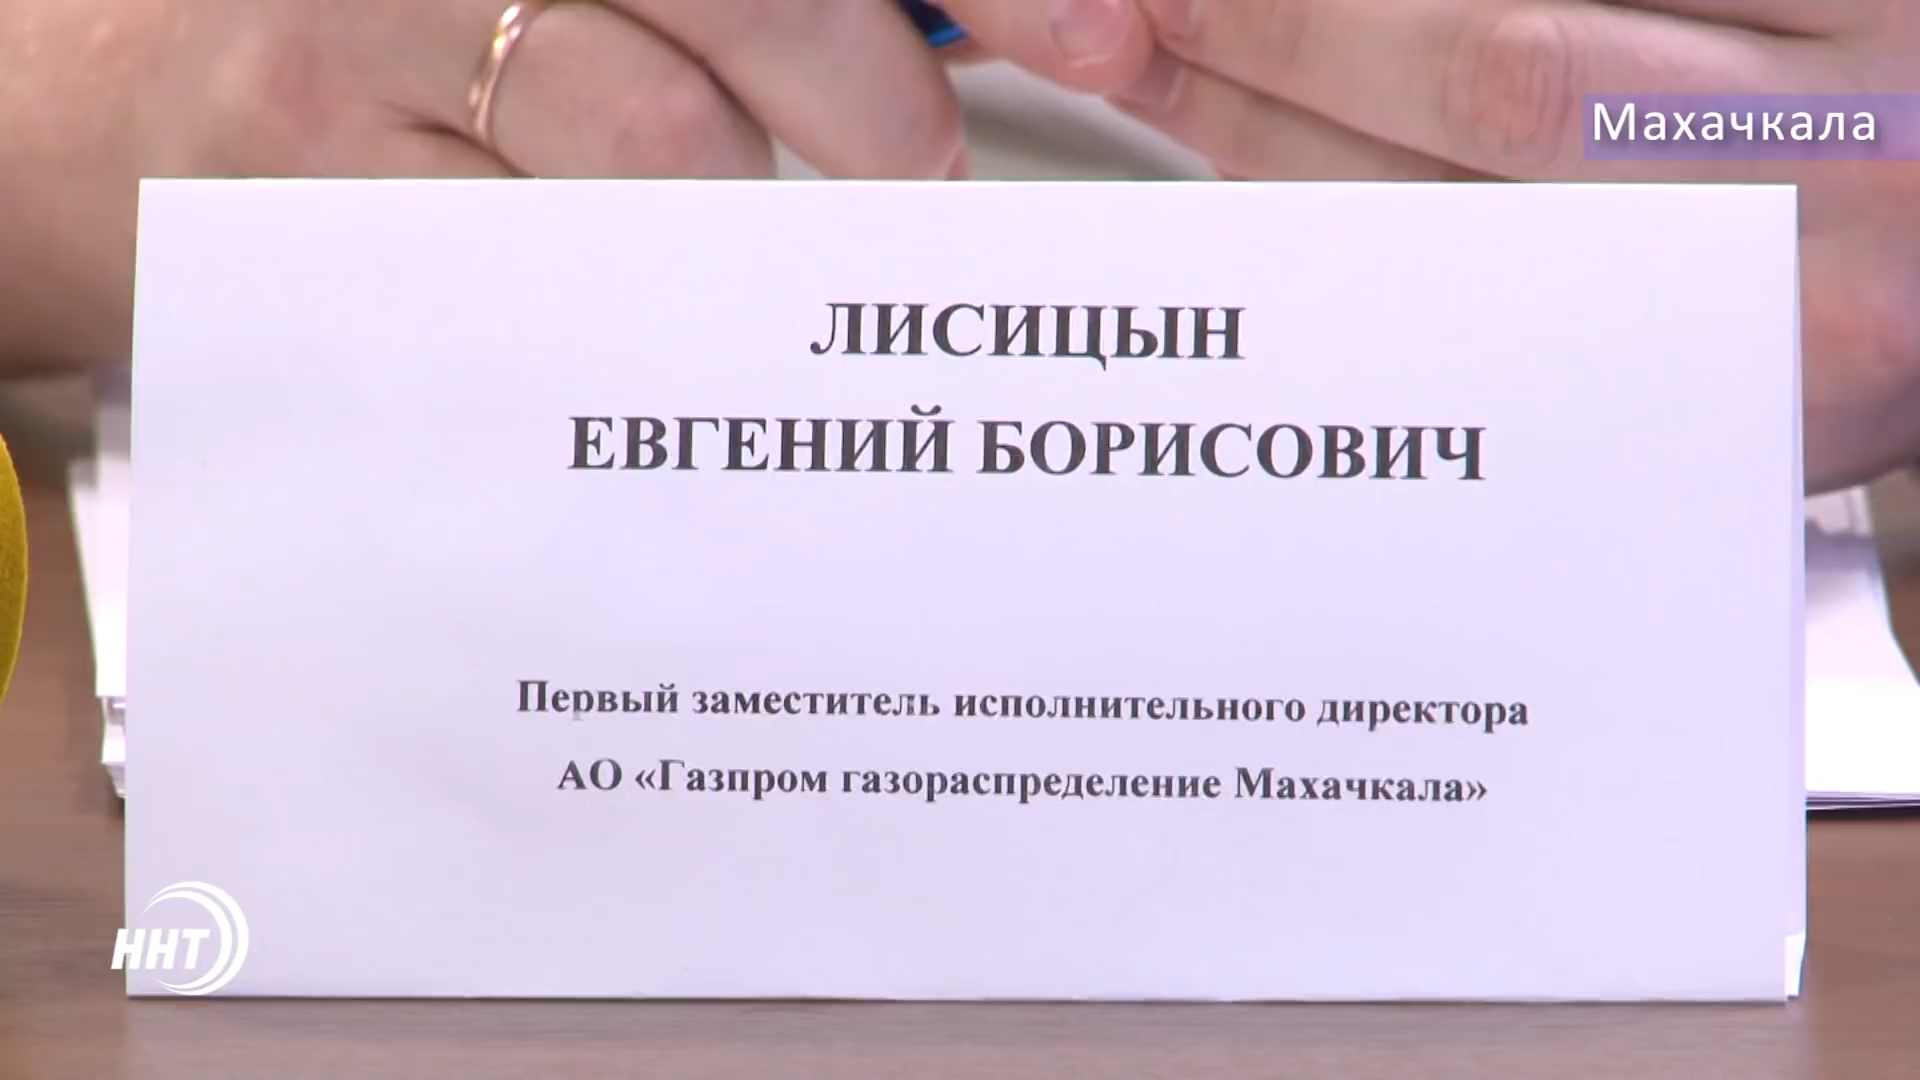 Махачкала
ЛИСИЦЫН
ЕВГЕНИЙ БОРИСОВИЧ
Первый заместитель исполнительного директора
АО «Газпром газораспределение Махачкала»
ННТ